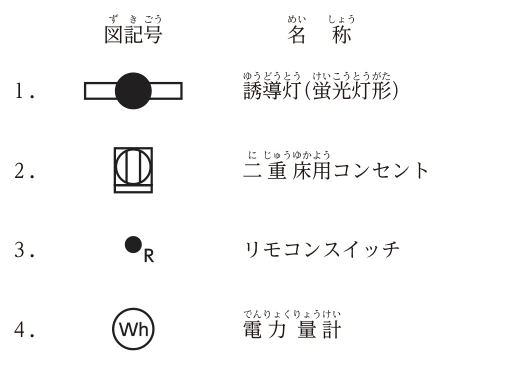 ずきごう めいしょう
図記号 名称
ゆうどうとう けいこうとうがた
1. 誘導灯(蛍光灯形)
にじゅうゆかよう
2. 二重床用コンセント
3. R リモコンスイッチ
でんりょくりょうけい
4. Wh 電力量計